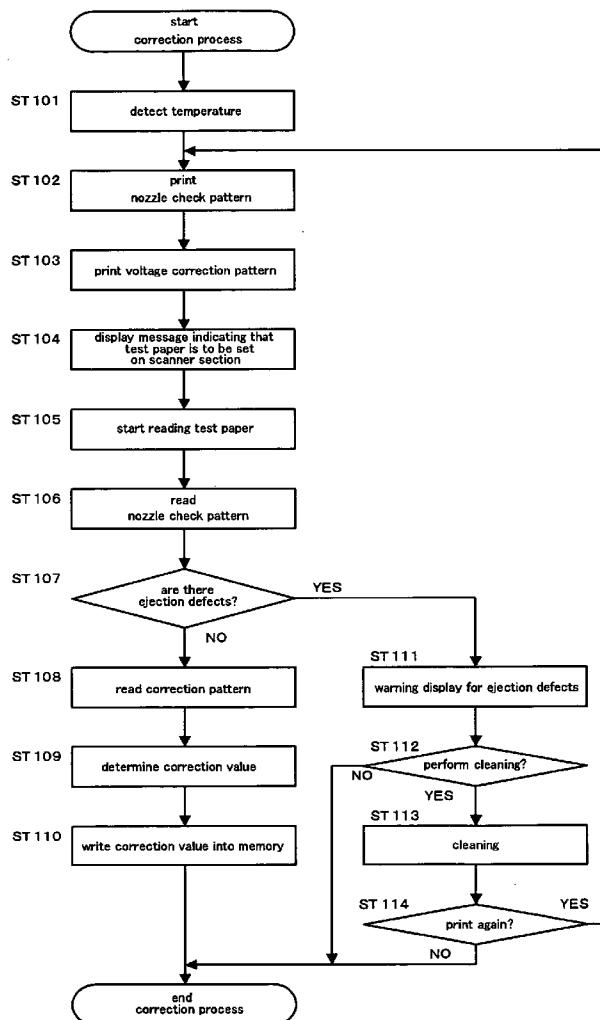 start
correction process
ST 101
detect temperature
ST 102
print
nozzle check pattern
ST 103
print voltage correction pattern
ST 104
display message indicating that
test paper is to be set
on scanner section
ST 105
start reading test paper
ST 106
read
nozzle check pattern
ST 107
are there
ejection defects?
YES
NO
ST 108
read correction pattern
ST 109
determine correction value
ST 110
write correction value into memory
ST 111
warning display for ejection defects
ST 112
perform cleaning?
NO
YES
ST 113
cleaning
ST 114
print again?
YES
NO
end
correction process